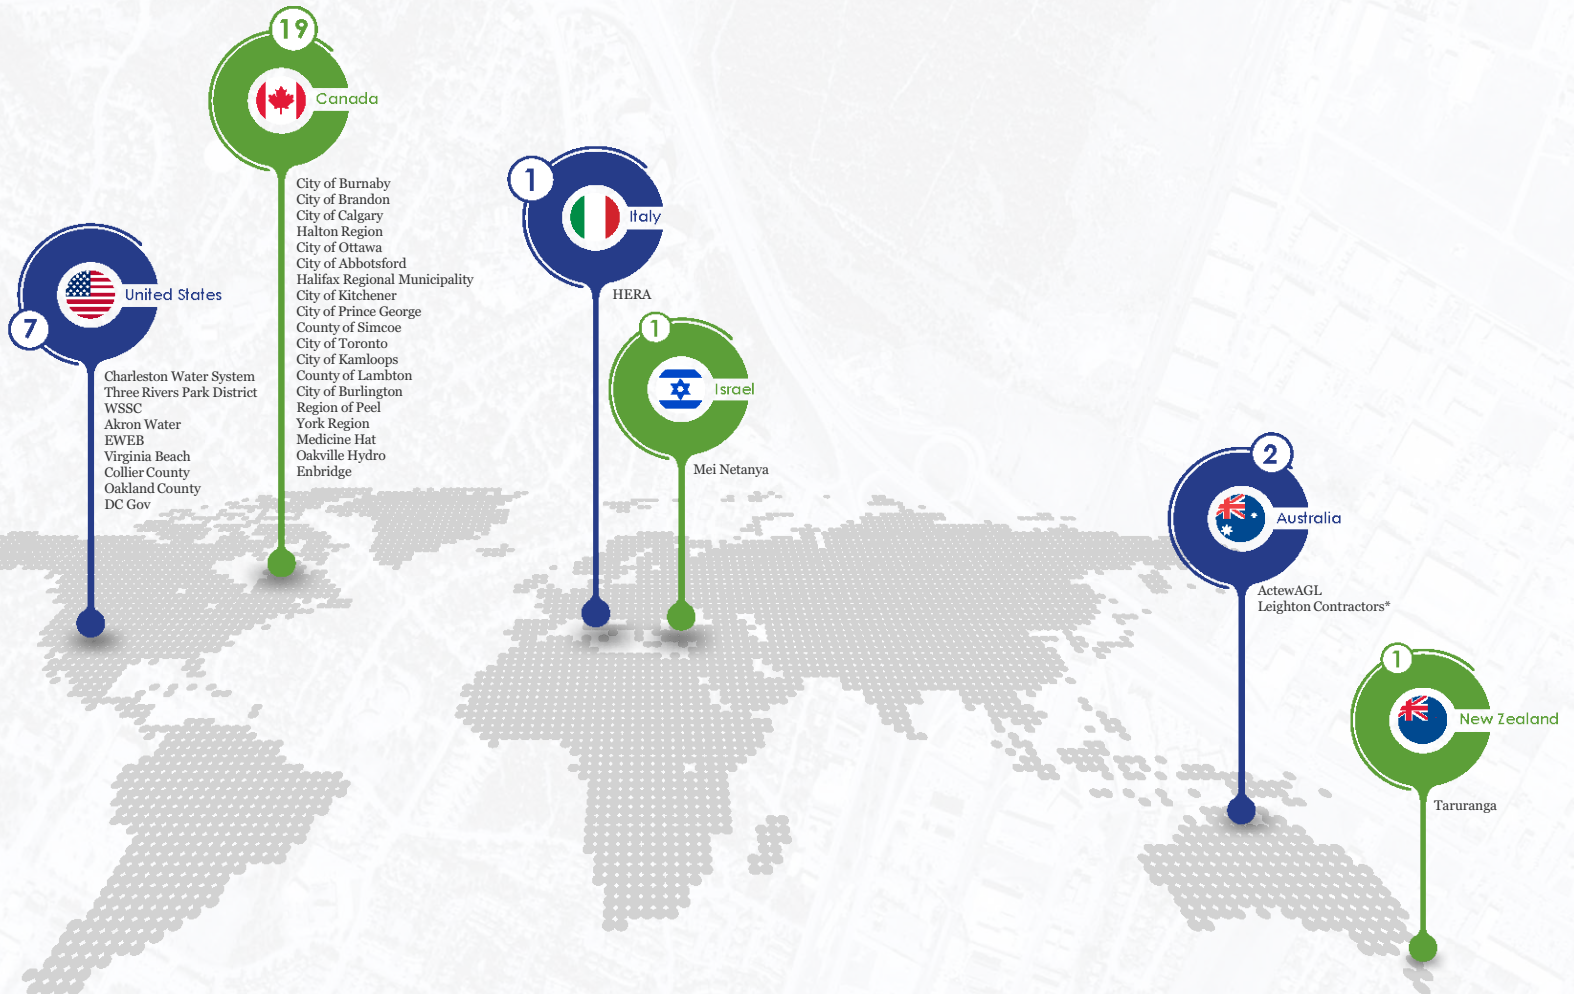 19
Canada
City of Burnaby
City of Brandon
City of Calgary
Halton Region
City of Ottawa
City of Abbotsford
Halifax Regional Municipality
City of Kitchener
City of Prince George
County of Simcoe
City of Toronto
City of Kamloops
County of Lambton
City of Burlington
Region of Peel
York Region
Medicine Hat
Oakville Hydro
Enbridge
7
United States
Charleston Water System
Three Rivers Park District
WSSC
Akron Water
EWEB
Virginia Beach
Collier County
Oakland County
DC Gov
1
Italy
HERA
1
Israel
Mei Netanya
2
Australia
ActewAGL
Leighton Contractors*
1
New Zealand
Taruranga